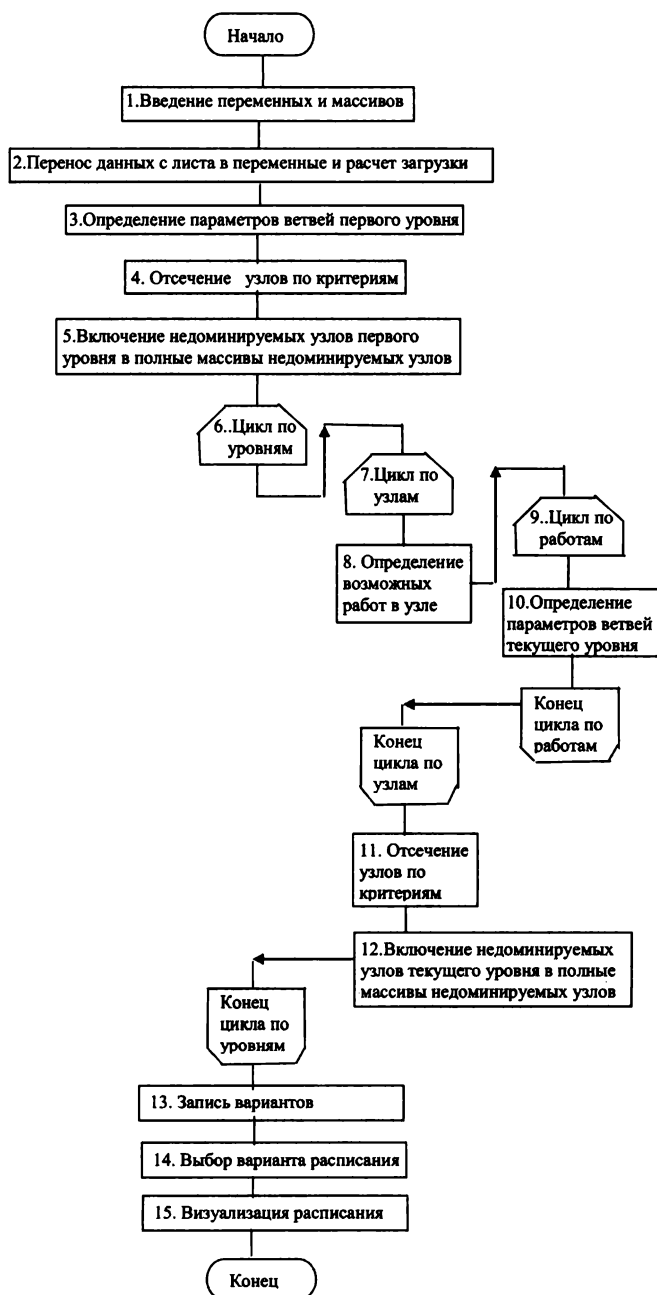 Начало
1.Введение переменных и массивов
2.Перенос данных с листа в переменные и расчет загрузки
3.Определение параметров ветвей первого уровня
4. Отсечение узлов по критериям
5.Включение недоминируемых узлов первого
уровня в полные массивы недоминируемых узлов
6..Цикл по
уровням
7.Цикл по
узлам
8. Определение
возможных
работ в узле
9..Цикл по
работам
10.Определение
параметров ветвей
текущего уровня
Конец
цикла по
работам
Конец
цикла по
узлам
11. Отсечение
узлов по
критериям
12.Включение недоминируемых
узлов текущего уровня в полные
массивы недоминируемых узлов
Конец
цикла по
уровням
13. Запись вариантов
14. Выбор варианта расписания
15. Визуализация расписания
Конец